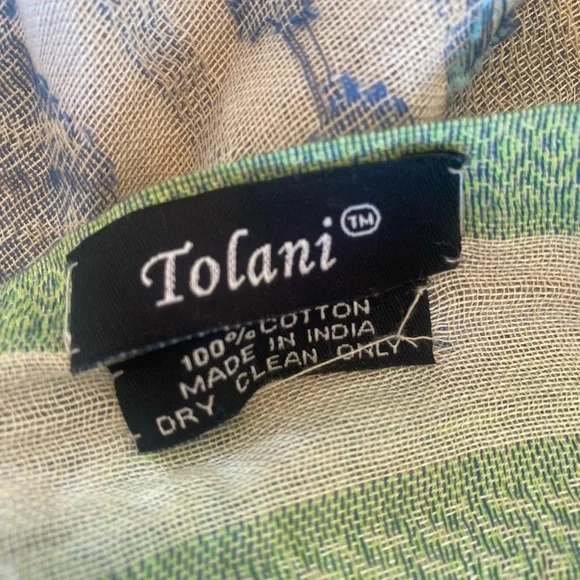 Tolani™
100% COTTON
MADE IN INDIA
DRY CLEAN ONLY